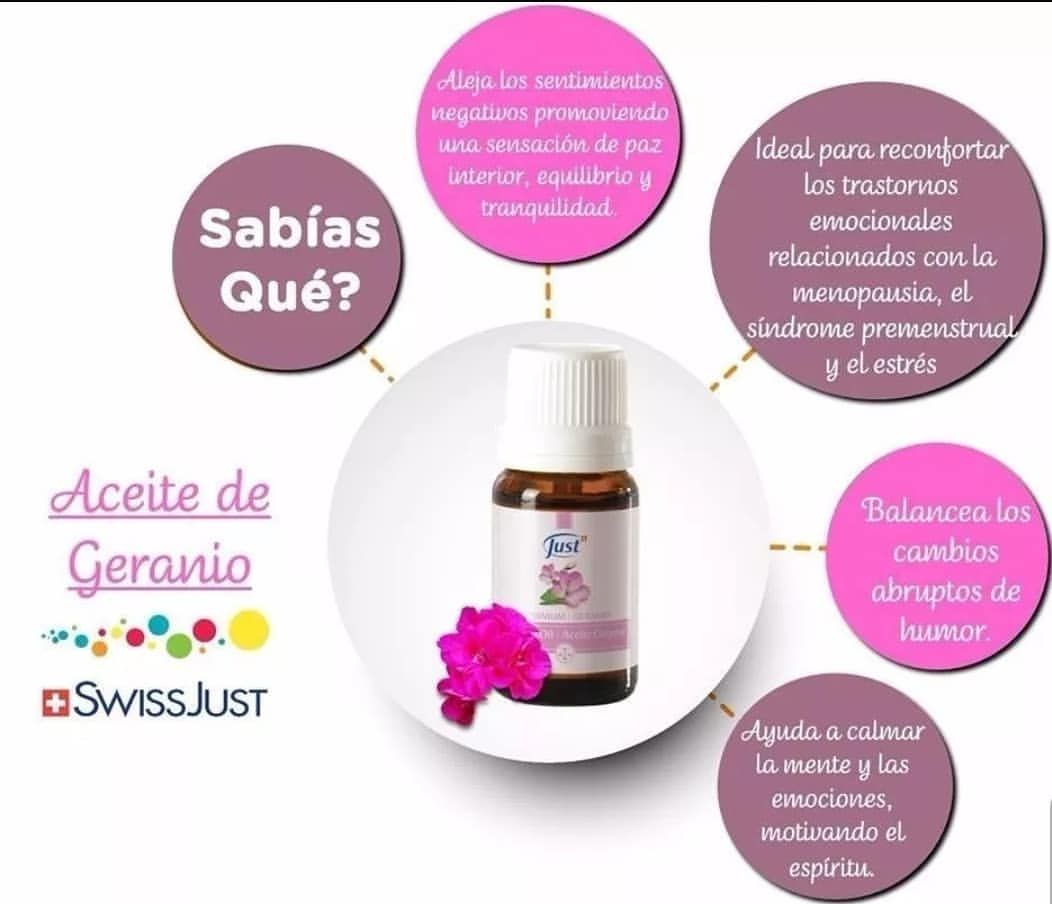 Sabías
Qué?
Aleja los sentimientos
negativos promoviendo
una sensación de paz
interior, equilibrio y
tranquilidad.
Ideal para reconfortar
los trastornos
emocionales
relacionados con la
menopausia, el
síndrome premenstrual
y el estrés
Aceite de
Geranio
SWISSJUST
Just
Balancea los
cambios
abruptos de
humor.
Ayuda a calmar
la mente y las
emociones,
motivando el
espíritu.